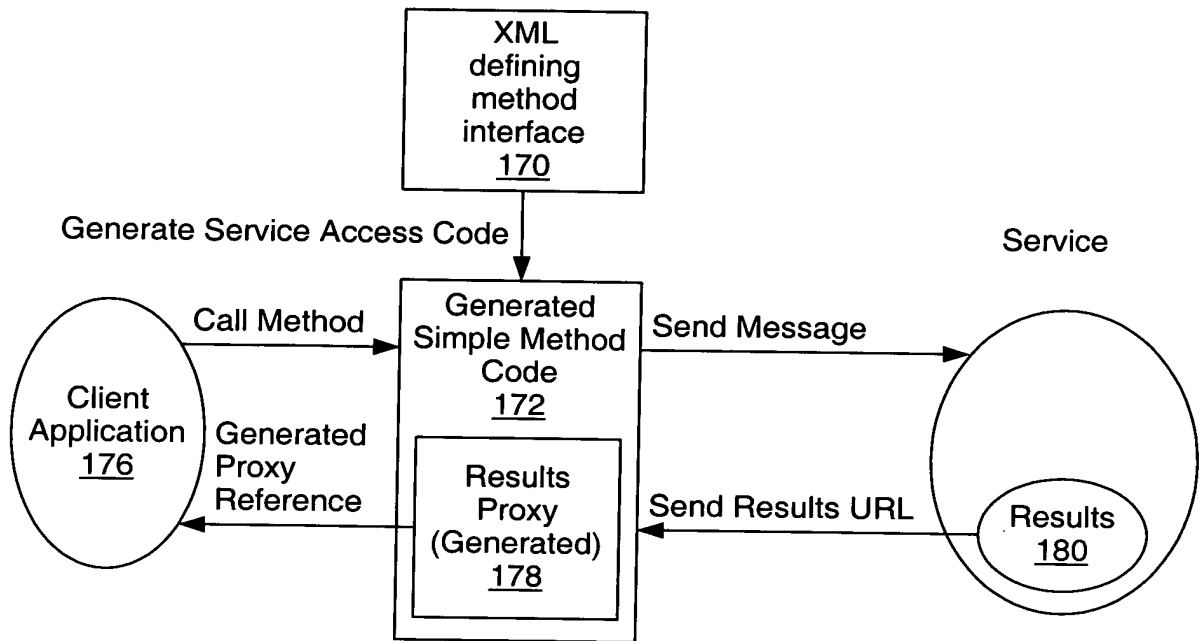 XML
defining
method
interface
170
Generate Service Access Code
Service
Call Method
Generated
Simple Method
Code
172
Send Message
Client
Application
176
Generated
Proxy
Reference
Results
Proxy
(Generated)
178
Send Results URL
Results
180